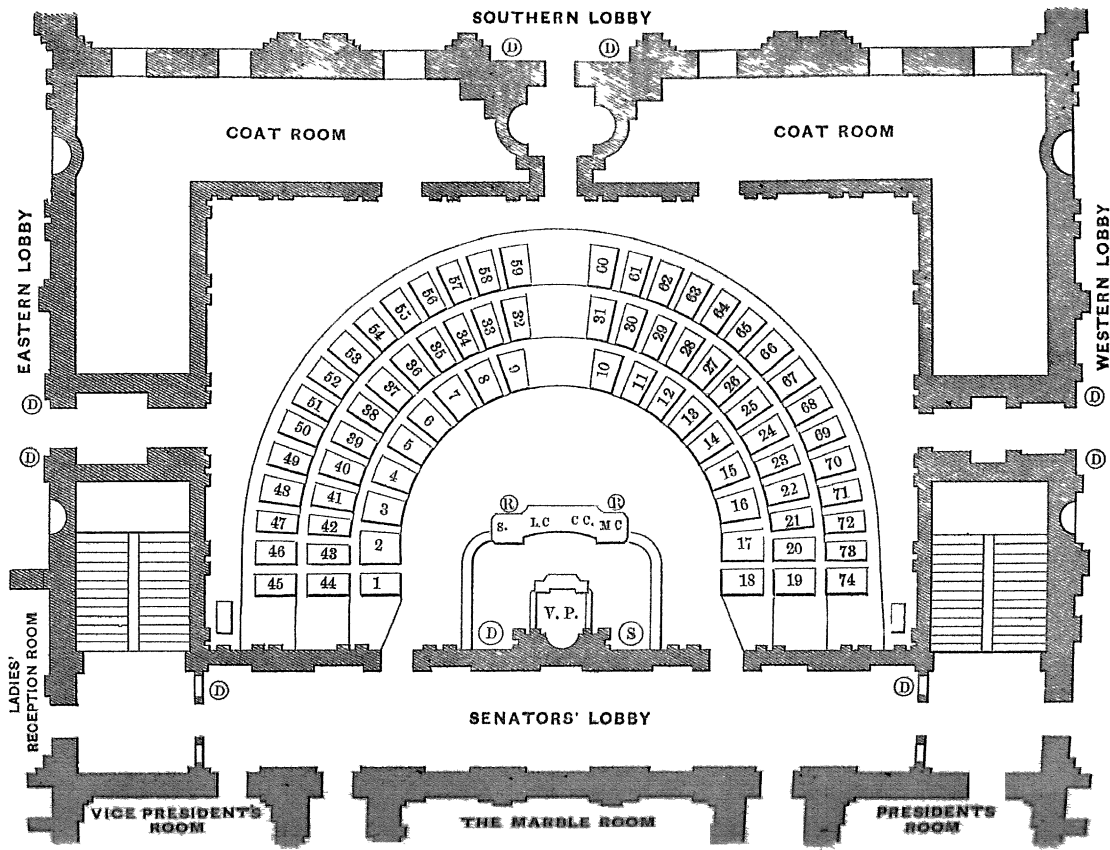 SOUTHERN LOBBY
D
D
COAT ROOM
COAT ROOM
EASTERN LOBBY
WESTERN LOBBY
59
60
58
61
57
62
56
63
55
64
54
65
53
66
52
67
51
68
50
69
49
70
48
71
47
72
46
73
45
74
32
31
33
30
34
29
35
28
36
27
37
26
38
25
39
24
40
23
41
22
42
21
43
20
44
19
9
10
8
11
7
12
6
13
5
14
4
15
3
16
2
17
1
18
D
D
D
D
R
R
S. L.C C C. M C
V. P.
D
S
LADIES'
RECEPTION ROOM
D
D
SENATORS' LOBBY
VICE PRESIDENT'S
ROOM
THE MARBLE ROOM
PRESIDENTS
ROOM